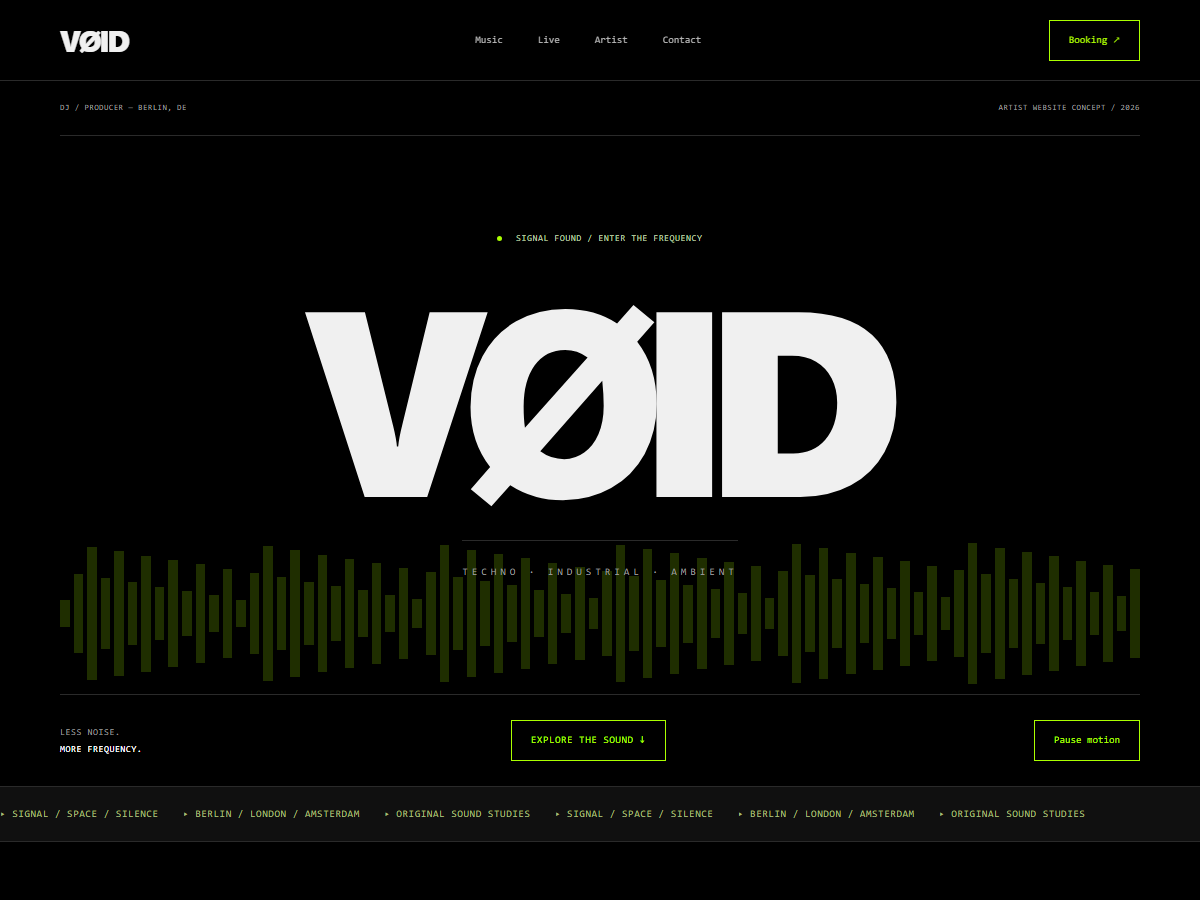 VØID
Music Live Artist Contact
Booking ↗
DJ / PRODUCER — BERLIN, DE
ARTIST WEBSITE CONCEPT / 2026
SIGNAL FOUND / ENTER THE FREQUENCY
VØID
TECHNO · INDUSTRIAL · AMBIENT
LESS NOISE.
MORE FREQUENCY.
EXPLORE THE SOUND ↓
Pause motion
▸ SIGNAL / SPACE / SILENCE ▸ BERLIN / LONDON / AMSTERDAM ▸ ORIGINAL SOUND STUDIES ▸ SIGNAL / SPACE / SILENCE ▸ BERLIN / LONDON / AMSTERDAM ▸ ORIGINAL SOUND STUDIES